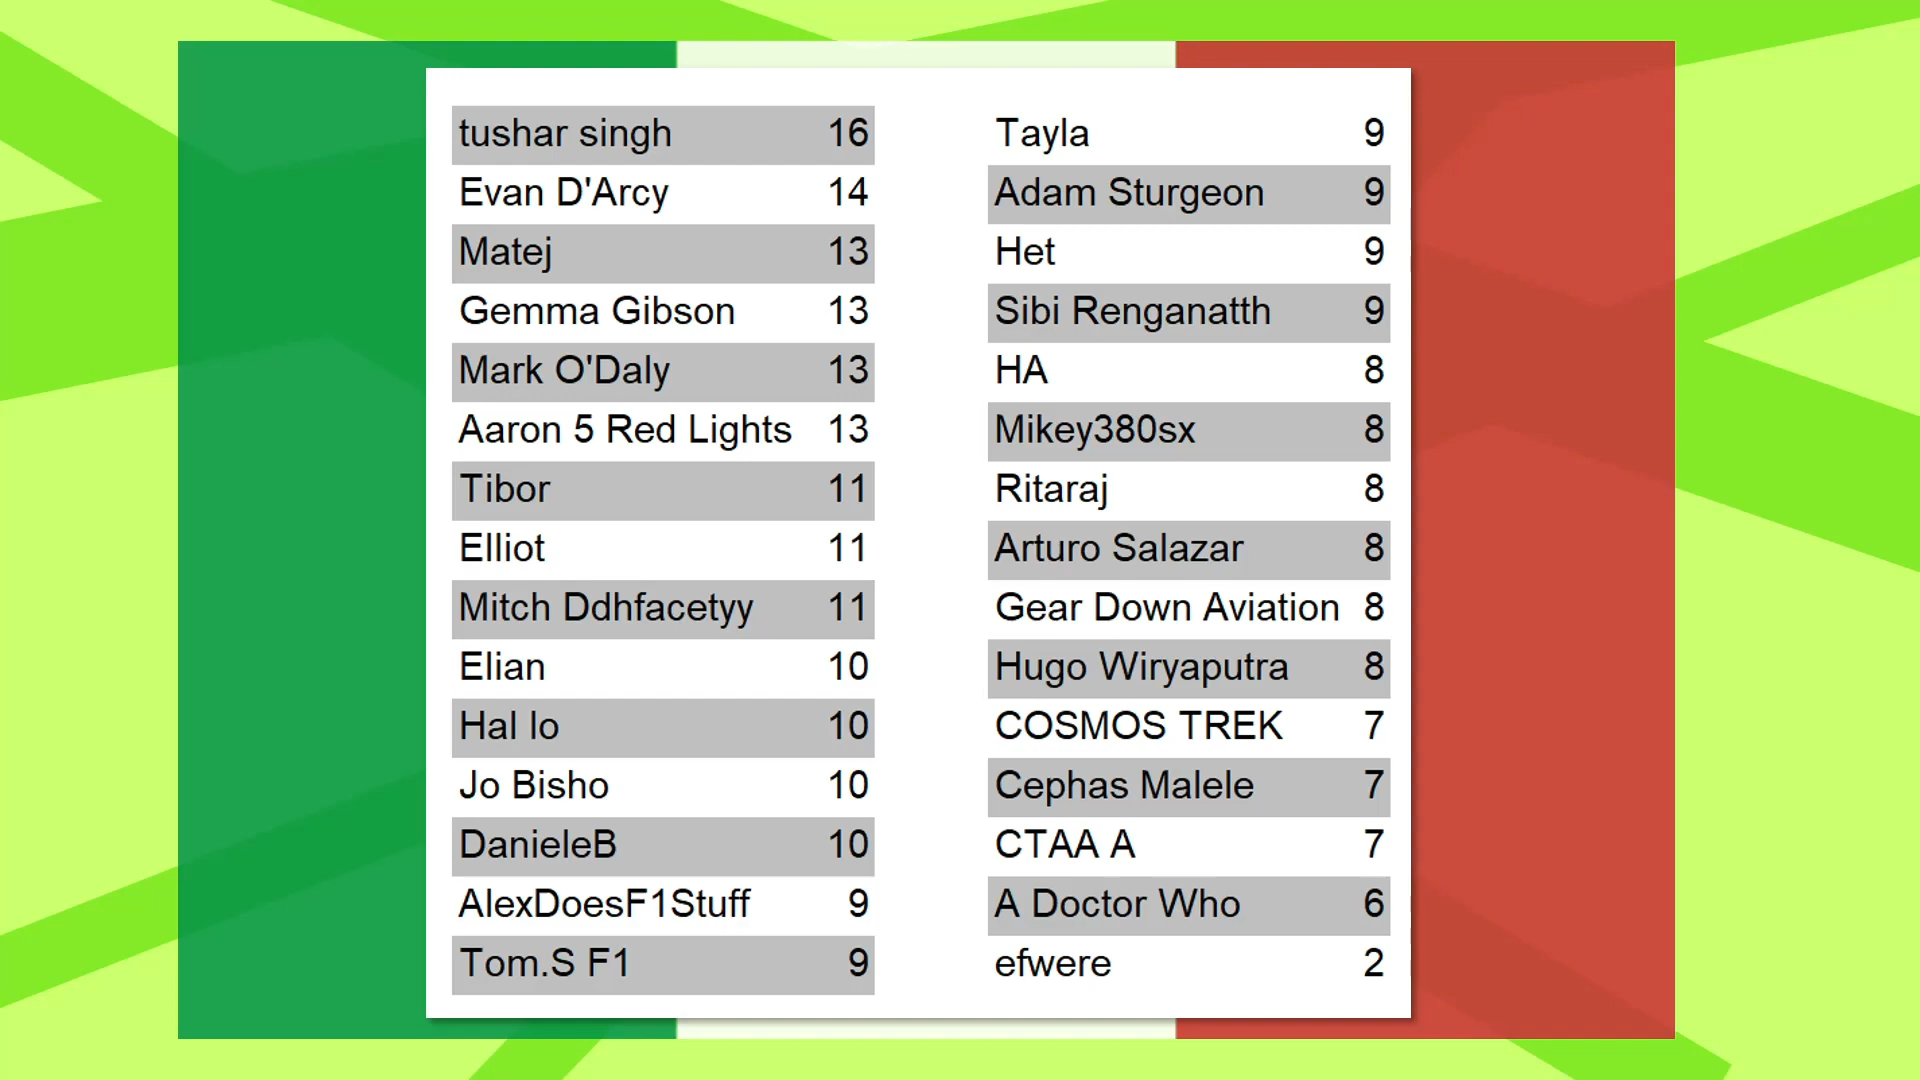 tushar singh 16
Evan D'Arcy 14
Matej 13
Gemma Gibson 13
Mark O'Daly 13
Aaron 5 Red Lights 13
Tibor 11
Elliot 11
Mitch Ddhfacetyy 11
Elian 10
Hal lo 10
Jo Bisho 10
DanieleB 10
AlexDoesF1Stuff 9
Tom.S F1 9
Tayla 9
Adam Sturgeon 9
Het 9
Sibi Renganatth 9
HA 8
Mikey380sx 8
Ritaraj 8
Arturo Salazar 8
Gear Down Aviation 8
Hugo Wiryaputra 8
COSMOS TREK 7
Cephas Malele 7
CTAA A 7
A Doctor Who 6
efwere 2